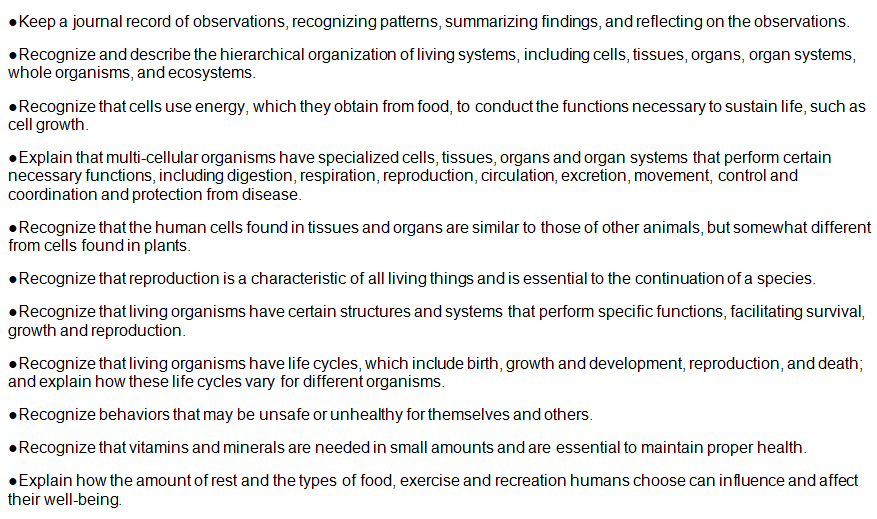 ●Keep a journal record of observations, recognizing patterns, summarizing findings, and reflecting on the observations.
●Recognize and describe the hierarchical organization of living systems, including cells, tissues, organs, organ systems,
whole organisms, and ecosystems.
●Recognize that cells use energy, which they obtain from food, to conduct the functions necessary to sustain life, such as
cell growth.
●Explain that multi-cellular organisms have specialized cells, tissues, organs and organ systems that perform certain
necessary functions, including digestion, respiration, reproduction, circulation, excretion, movement, control and
coordination and protection from disease.
●Recognize that the human cells found in tissues and organs are similar to those of other animals, but somewhat different
from cells found in plants.
●Recognize that reproduction is a characteristic of all living things and is essential to the continuation of a species.
●Recognize that living organisms have certain structures and systems that perform specific functions, facilitating survival,
growth and reproduction.
●Recognize that living organisms have life cycles, which include birth, growth and development, reproduction, and death;
and explain how these life cycles vary for different organisms.
●Recognize behaviors that may be unsafe or unhealthy for themselves and others.
●Recognize that vitamins and minerals are needed in small amounts and are essential to maintain proper health.
●Explain how the amount of rest and the types of food, exercise and recreation humans choose can influence and affect
their well-being.